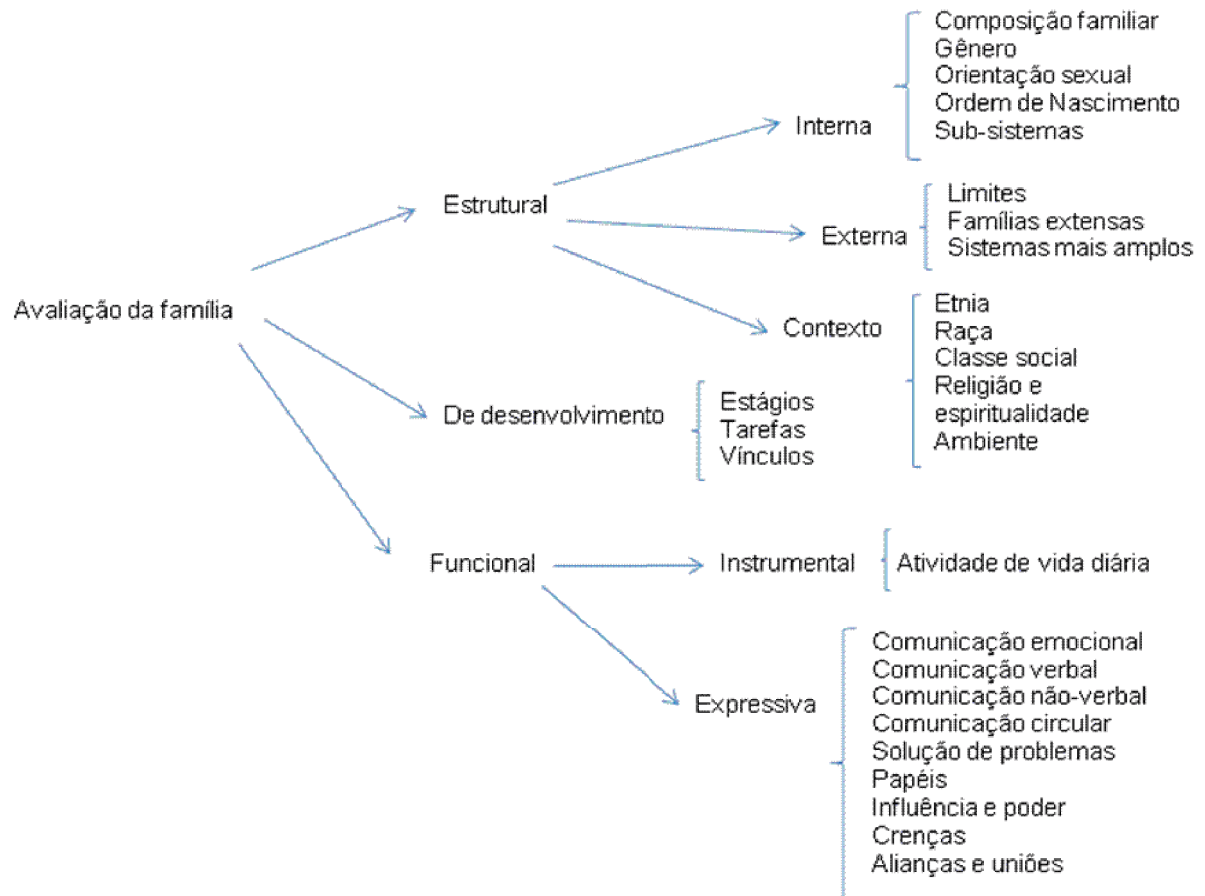 Avaliação da família
Estrutural
Interna
Composição familiar
Gênero
Orientação sexual
Ordem de Nascimento
Sub-sistemas
Externa
Limites
Famílias extensas
Sistemas mais amplos
Contexto
Etnia
Raça
Classe social
Religião e
espiritualidade
Ambiente
De desenvolvimento
Estágios
Tarefas
Vínculos
Funcional
Instrumental
Atividade de vida diária
Expressiva
Comunicação emocional
Comunicação verbal
Comunicação não-verbal
Comunicação circular
Solução de problemas
Papéis
Influência e poder
Crenças
Alianças e uniões